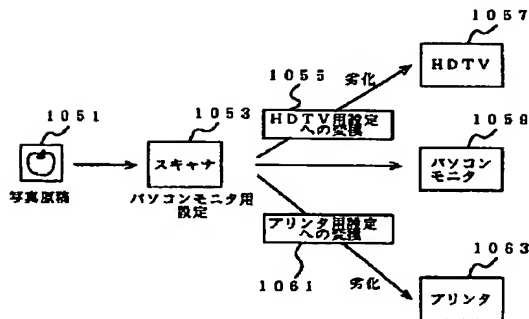 1057
HDTV
劣化
1055
HDTV用設定
への変換
1051
1053
1059
スキャナ
パソコン
モニタ
写真原稿
パソコンモニタ用
設定
プリンタ用設定
への変換
1061
劣化
1063
プリンタ